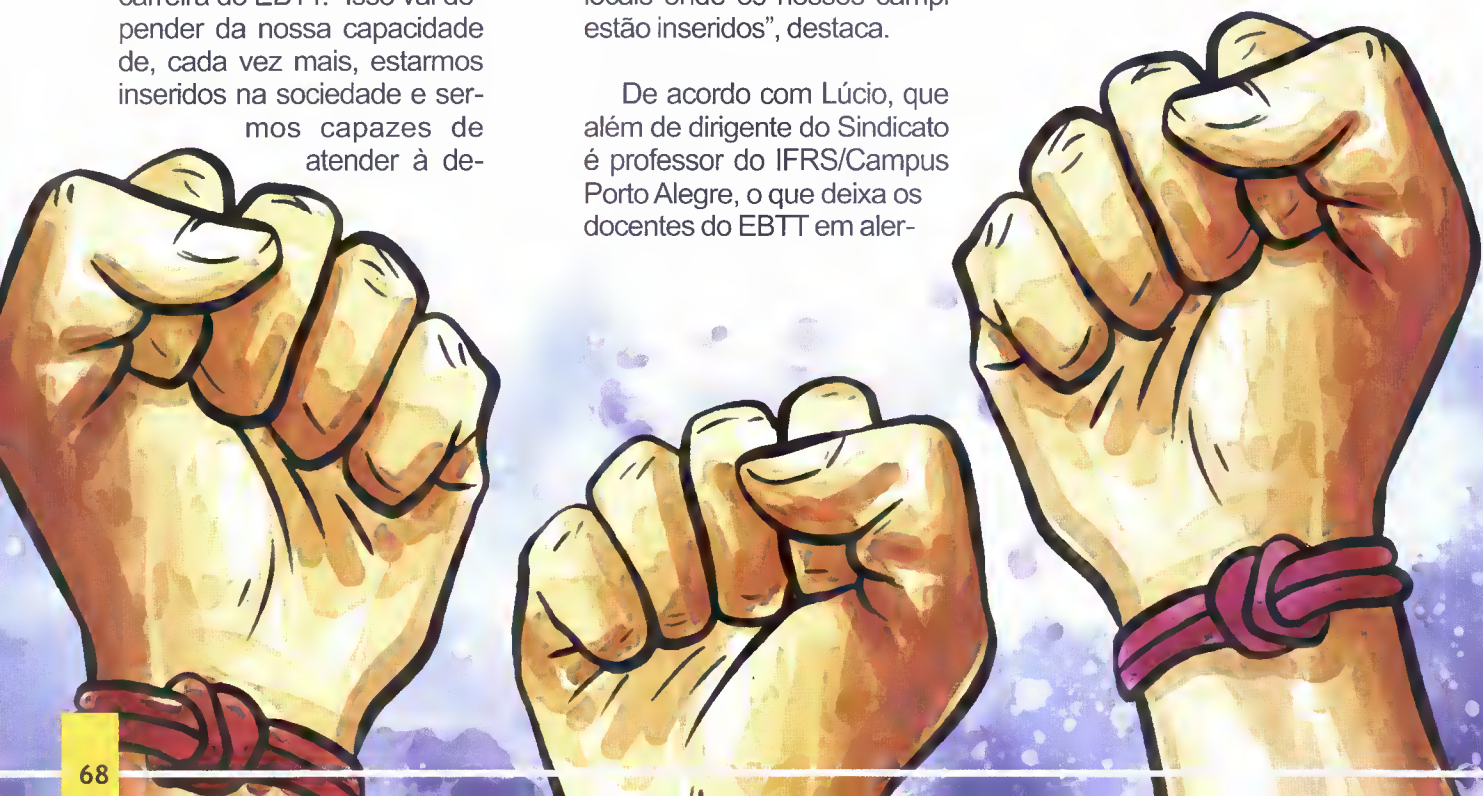 pender da nossa capacidade
de, cada vez mais, estarmos
inseridos na sociedade e ser-
mos capazes de
atender à de-
estão inseridos”, destaca.
De acordo com Lúcio, que
além de dirigente do Sindicato
é professor do IFRS/Campus
Porto Alegre, o que deixa os
docentes do EBTT em aler-
68